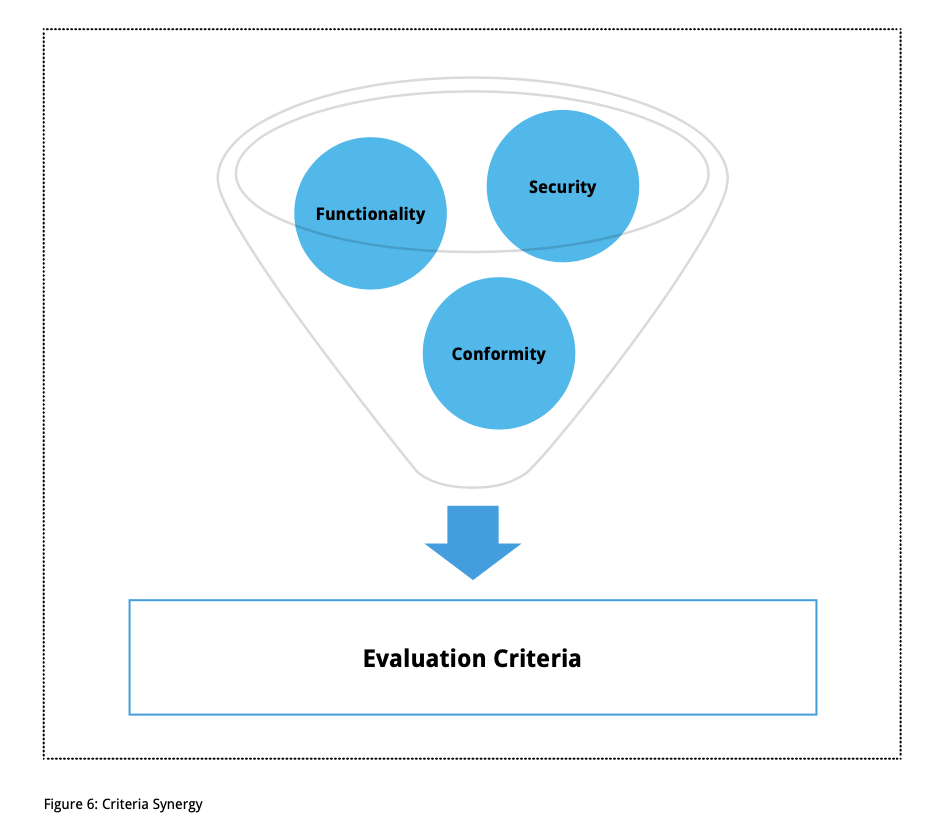 Security
Functionality
Conformity
Evaluation Criteria
Figure 6: Criteria Synergy